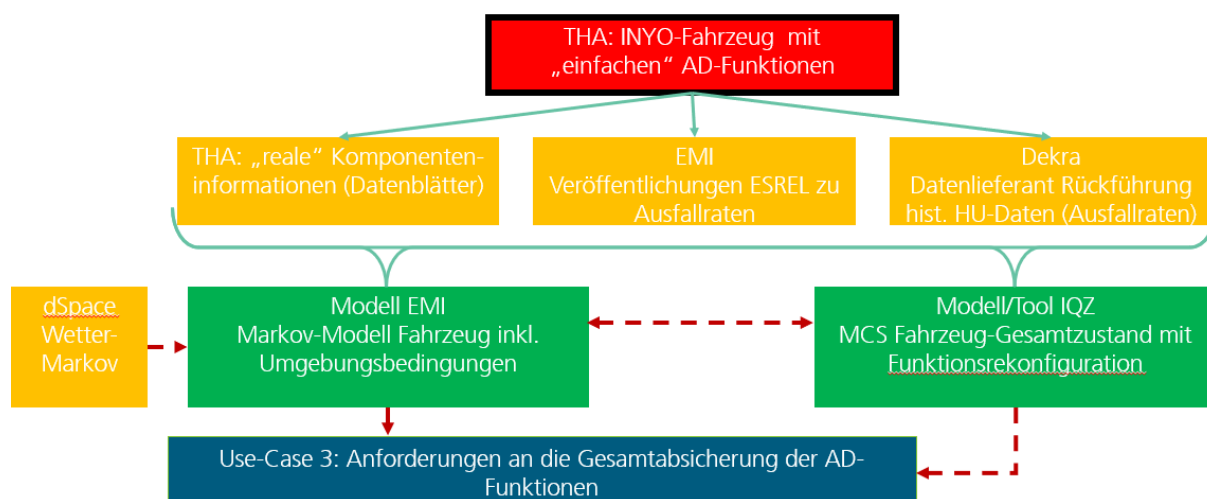 THA: INYO-Fahrzeug mit
„einfachen“ AD-Funktionen
THA: „reale“ Komponenten-
informationen (Datenblätter)
EMI
Veröffentlichungen ESREL zu
Ausfallraten
Dekra
Datenlieferant Rückführung
hist. HU-Daten (Ausfallraten)
dSpace
Wetter-
Markov
Modell EMI
Markov-Modell Fahrzeug inkl.
Umgebungsbedingungen
Modell/Tool IQZ
MCS Fahrzeug-Gesamtzustand mit
Funktionsrekonfiguration
Use-Case 3: Anforderungen an die Gesamtabsicherung der AD-
Funktionen